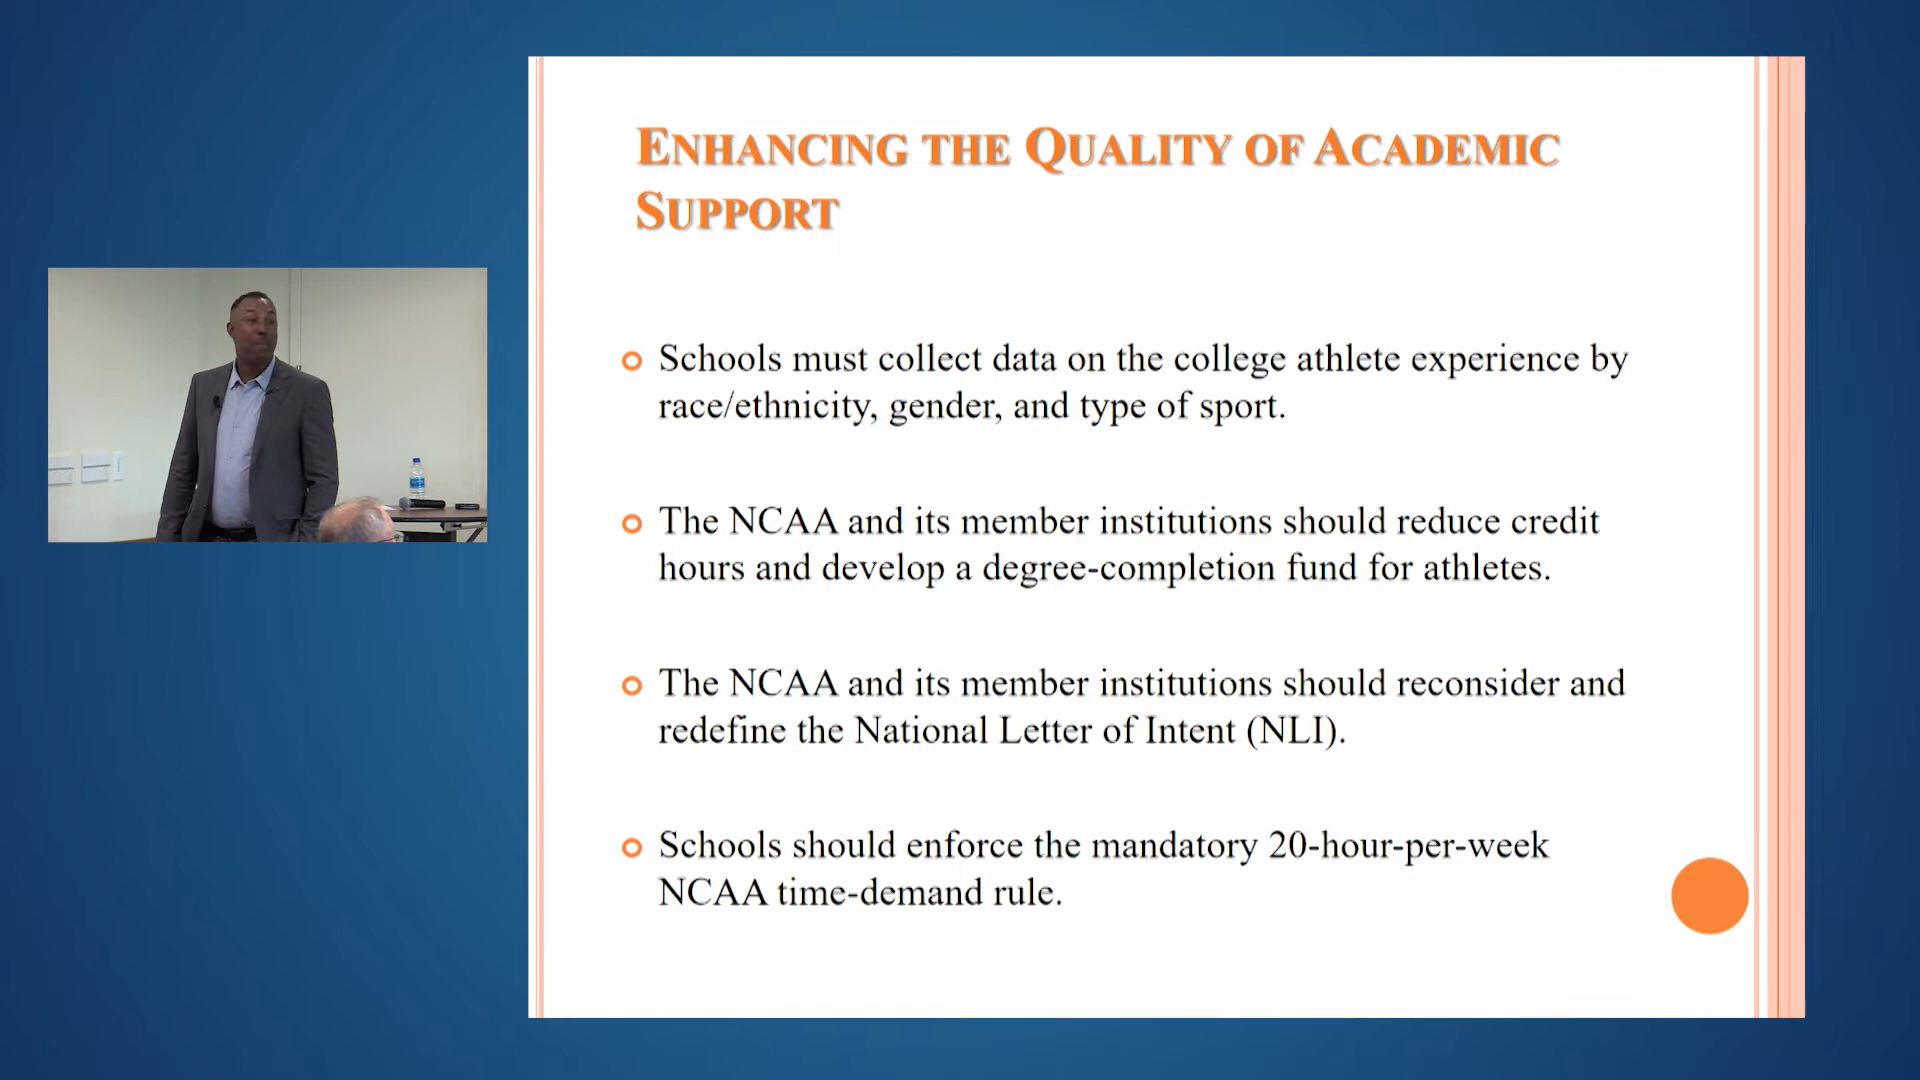 ENHANCING THE QUALITY OF ACADEMIC
SUPPORT
Schools must collect data on the college athlete experience by
race/ethnicity, gender, and type of sport.
The NCAA and its member institutions should reduce credit
hours and develop a degree-completion fund for athletes.
The NCAA and its member institutions should reconsider and
redefine the National Letter of Intent (NLI).
Schools should enforce the mandatory 20-hour-per-week
NCAA time-demand rule.